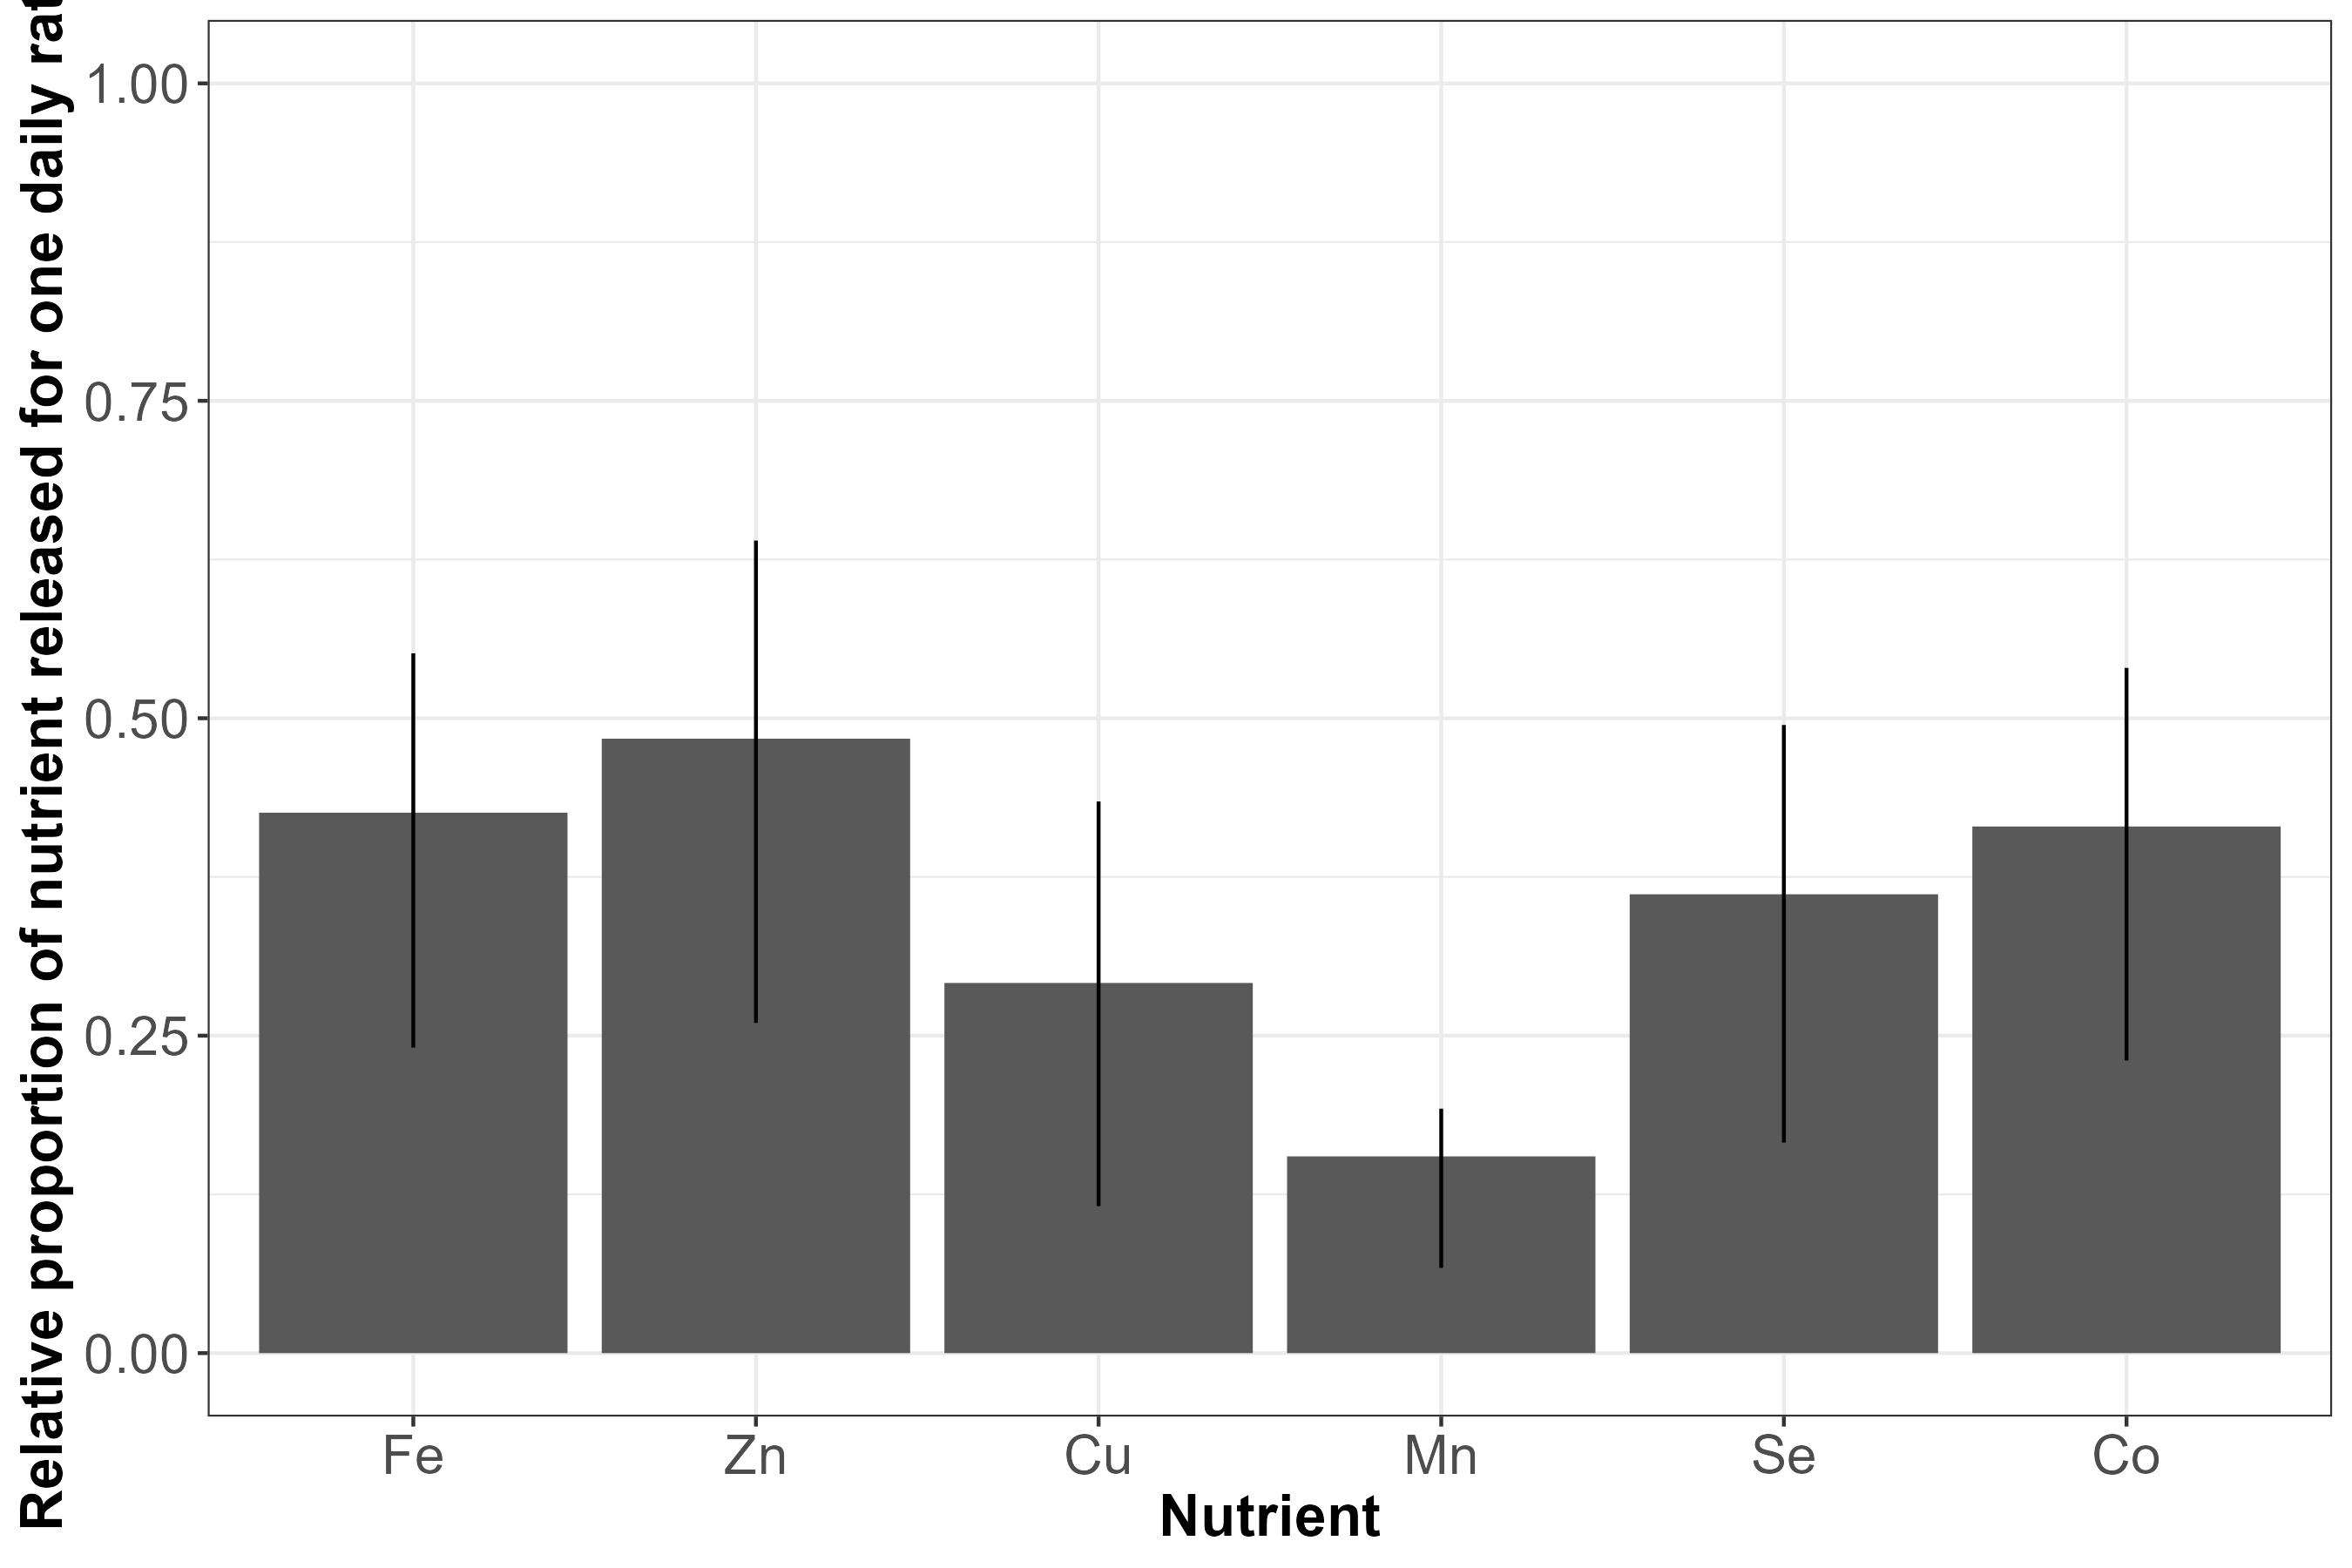 Relative proportion of nutrient released for one daily
1.00
0.75
0.50
0.25
0.00
Fe Zn Cu Mn Se Co
Nutrient